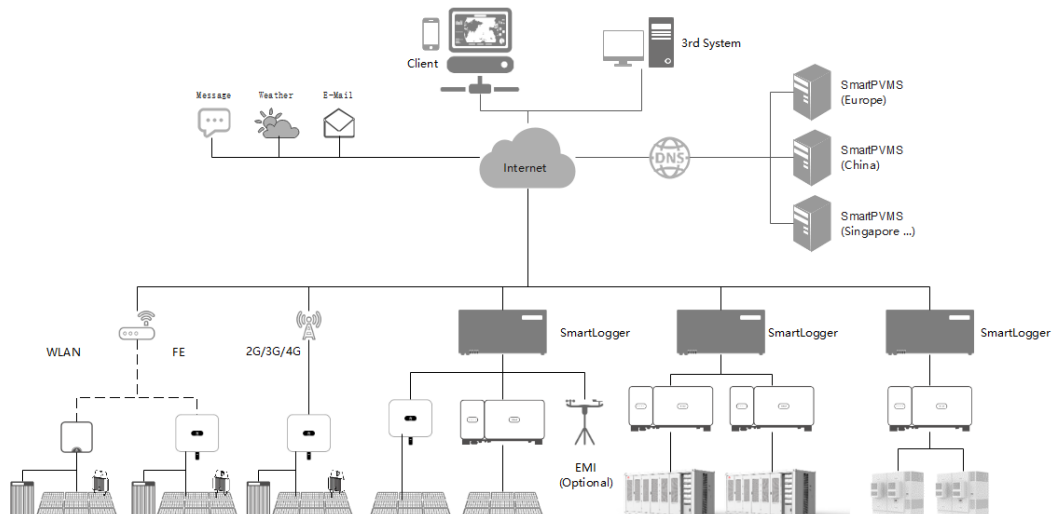 3rd System
Client
Message
Weather
E-Mail
SmartPVMS
(Europe)
Internet
DNS
SmartPVMS
(China)
SmartPVMS
(Singapore ...)
WLAN
FE
2G/3G/4G
SmartLogger
SmartLogger
SmartLogger
EMI
(Optional)